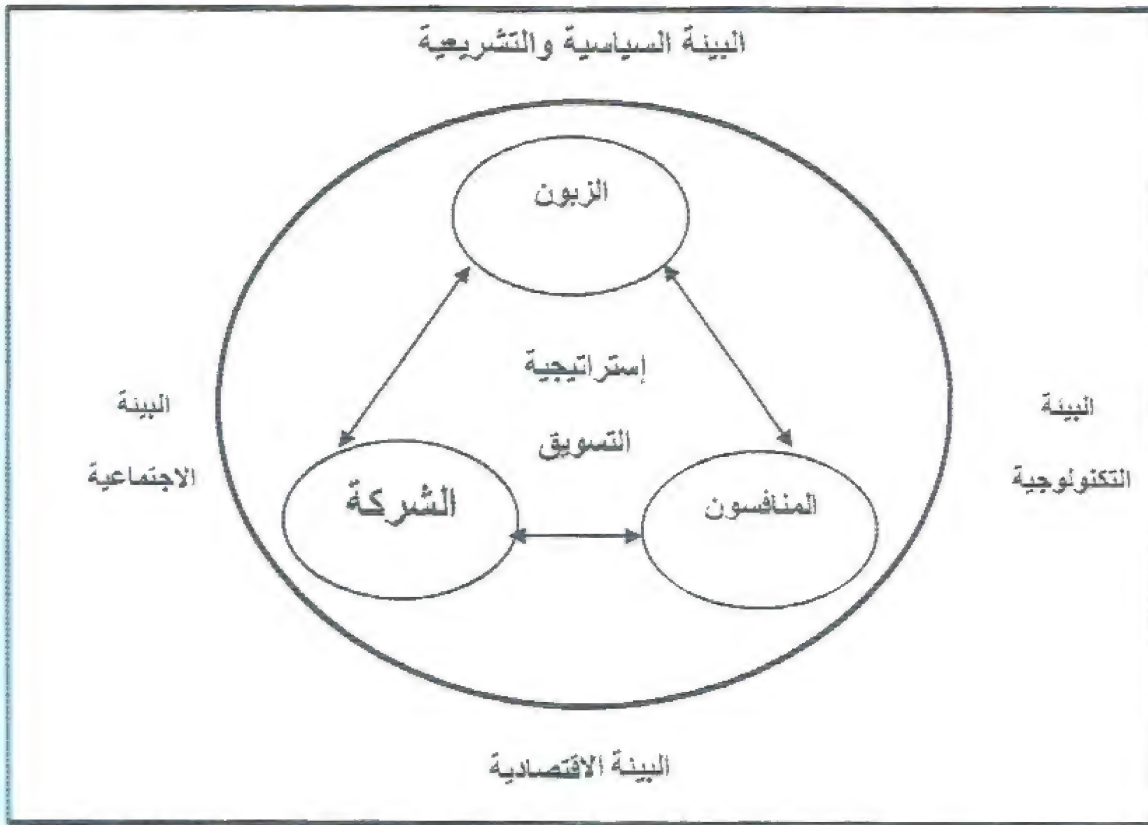 البيئة السياسية والتشريعية
الزبون
إستراتيجية
التسويق
البيئة
التكنولوجية
البيئة
الاجتماعية
المنافسون
الشركة
البيئة الاقتصادية